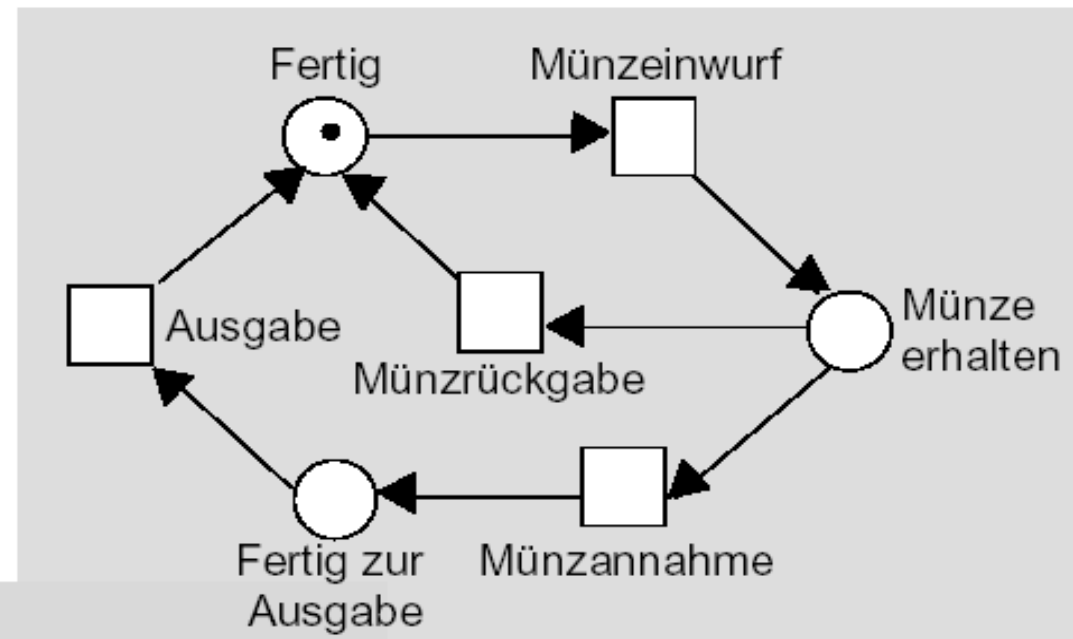 Fertig
Münzeinwurf
Ausgabe
Münzrückgabe
Münze
erhalten
Fertig zur
Ausgabe
Münzannahme